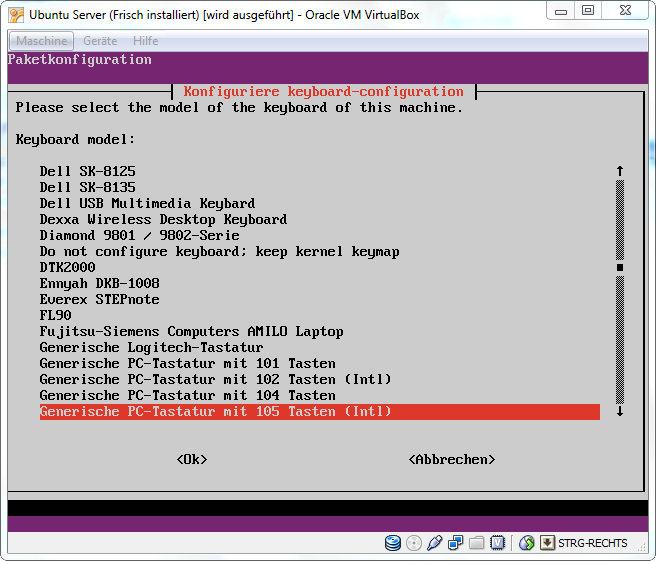 Ubuntu Server (Frisch installiert) [wird ausgeführt] - Oracle VM VirtualBox
Maschine Geräte Hilfe
Paketkonfiguration
Konfiguriere keyboard-configuration
Please select the model of the keyboard of this machine.
Keyboard model:
Dell SK-8125
Dell SK-8135
Dell USB Multimedia Keybard
Dexxa Wireless Desktop Keyboard
Diamond 9801 / 9802-Serie
Do not configure keyboard; keep kernel keymap
DTK2000
Ennyah DKB-1008
Everex STEPnote
FL90
Fujitsu-Siemens Computers AMILO Laptop
Generische Logitech-Tastatur
Generische PC-Tastatur mit 101 Tasten
Generische PC-Tastatur mit 102 Tasten (Intl)
Generische PC-Tastatur mit 104 Tasten
Generische PC-Tastatur mit 105 Tasten (Intl)
<Ok> <Abbrechen>
STRG-RECHTS